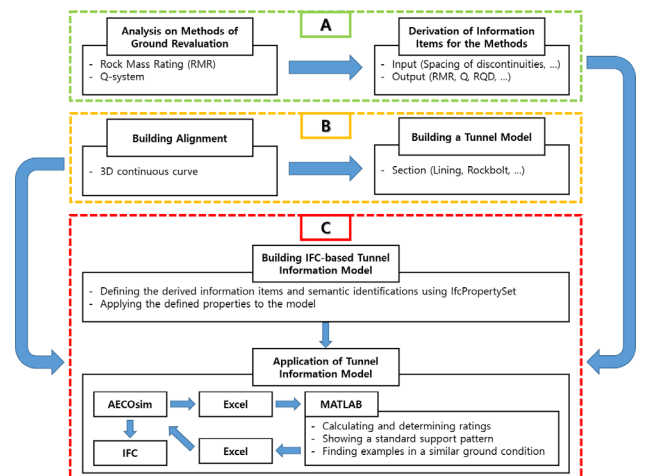 A
Analysis on Methods of
Ground Revaluation
- Rock Mass Rating (RMR)
- Q-system
Derivation of Information
Items for the Methods
- Input (Spacing of discontinuities, ...)
- Output (RMR, Q, RQD, ...)
B
Building Alignment
- 3D continuous curve
Building a Tunnel Model
- Section (Lining, Rockbolt, ...)
C
Building IFC-based Tunnel
Information Model
- Defining the derived information items and semantic identifications using IfcPropertySet
- Applying the defined properties to the model
Application of Tunnel
Information Model
AECOsim
Excel
MATLAB
- Calculating and determining ratings
- Showing a standard support pattern
- Finding examples in a similar ground condition
Excel
IFC